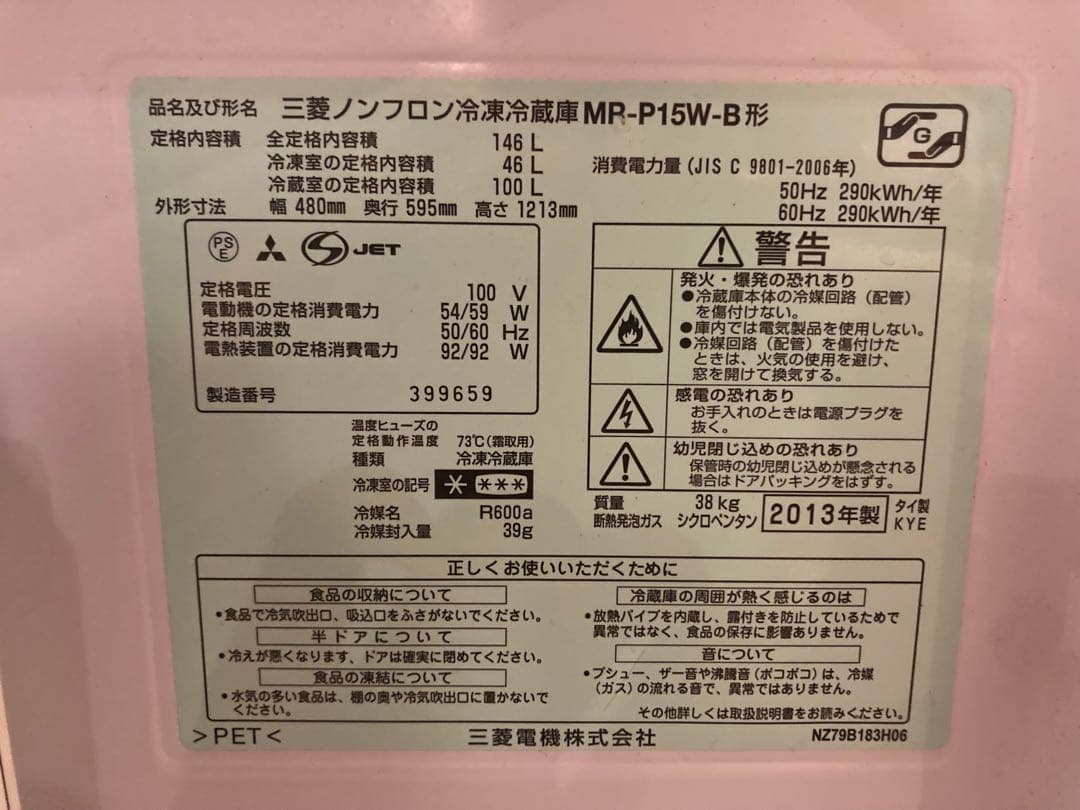 品名及び形名 三菱ノンフロン冷凍冷蔵庫MR-P15W-B形
定格内容積 全定格内容積 146 L
冷凍室の定格内容積 46 L
冷蔵室の定格内容積 100 L
外形寸法 幅 480mm 奥行 595mm 高さ 1213mm
G
消費電力量 (JIS C 9801-2006年)
50Hz 290kWh/年
60Hz 290kWh/年
PS
E
S JET
定格電圧 100 V
電動機の定格消費電力 54/59 W
定格周波数 50/60 Hz
電熱装置の定格消費電力 92/92 W
製造番号 399659
温度ヒューズの
定格動作温度 73℃(霜取用)
種類 冷凍冷蔵庫
冷凍室の記号 * ***
冷媒名 R600a
冷媒封入量 39g
警告
発火・爆発の恐れあり
●冷蔵庫本体の冷媒回路(配管)
を傷付けない。
●庫内では電気製品を使用しない。
●冷媒回路(配管)を傷付けた
ときは、火気の使用を避け、
窓を開けて換気する。
感電の恐れあり
お手入れのときは電源プラグを
抜く。
幼児閉じ込めの恐れあり
保管時の幼児閉じ込めが懸念される
場合はドアパッキングをはずす。
質量 38kg
断熱発泡ガス シクロペンタン
2013年製
タイ製
KYE
正しくお使いいただくために
食品の収納について
•食品で冷気吹出口、吸込口をふさがないでください。
半ドアについて
•冷えが悪くなります、ドアは確実に閉めてください。
食品の凍結について
•水気の多い食品は、棚の奥や冷気吹出口に置かないで
ください。
冷蔵庫の周囲が熱く感じるのは
•放熱パイプを内蔵し、露付きを防止しているためで
異常ではなく、食品の保存に影響ありません。
音について
•プシュー、ザー音や沸騰音(ポコポコ)は、冷媒
(ガス)の流れる音で、異常ではありません。
その他詳しくは取扱説明書をお読みください。
>PET<
三菱電機株式会社
NZ79B183H06